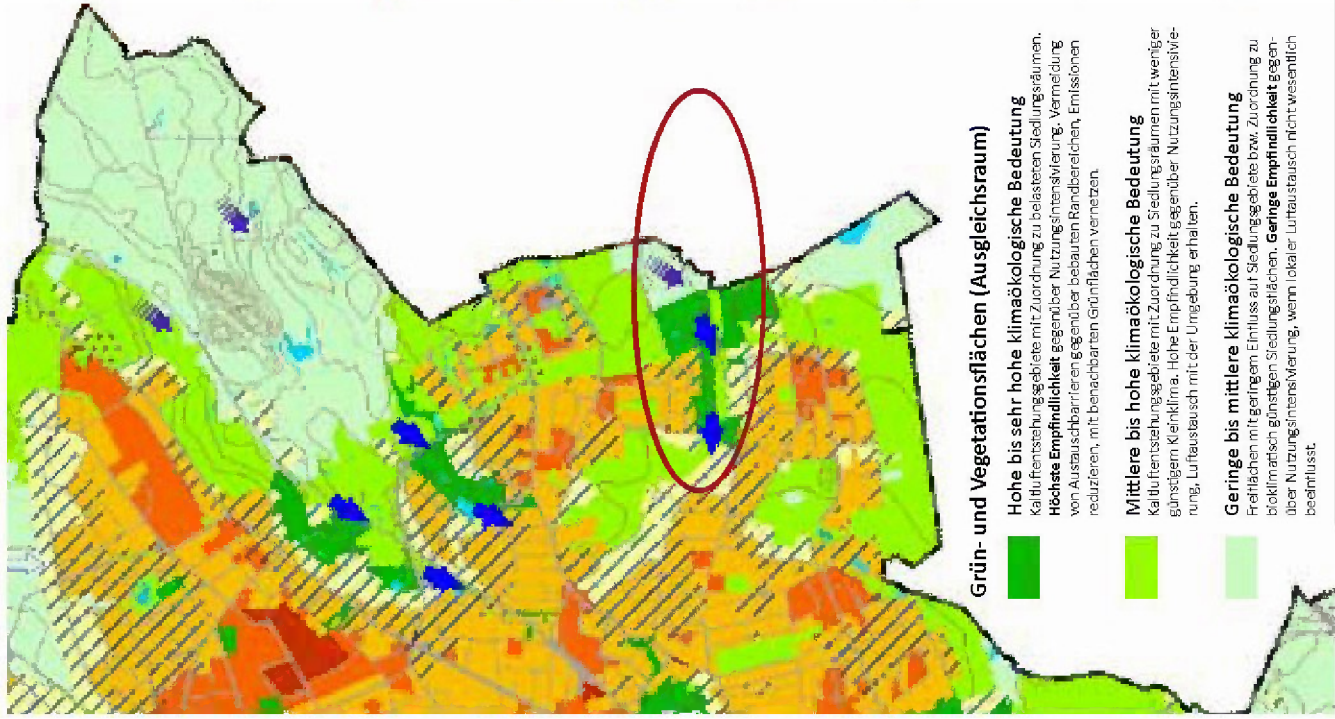 Grün- und Vegetationsflächen (Ausgleichsraum)
Hohe bis sehr hohe klimaökologische Bedeutung
Kaltluftentstehungsgebiete mit Zuordnung zu belasteten Siedlungsräumen.
Höchste Empfindlichkeit gegenüber Nutzungsintensivierung. Vermeidung
von Austauschbarrieren gegenüber bebauten Randbereichen, Emissionen
reduzieren, mit benachbarten Grünflächen vernetzen.
Mittlere bis hohe klimaökologische Bedeutung
Kaltluftentstehungsgebiete mit Zuordnung zu Siedlungsräumen mit weniger
günstigem Kleinklima. Hohe Empfindlichkeit gegenüber Nutzungsintensivie-
rung, Luftaustausch mit der Umgebung erhalten.
Geringe bis mittlere klimaökologische Bedeutung
Freiflächen mit geringem Einfluss auf Siedlungsgebiete bzw. Zuordnung zu
bioklimatisch günstigen Siedlungsflächen. Geringe Empfindlichkeit gegen-
über Nutzungsintensivierung, wenn lokaler Luftaustausch nicht wesentlich
beeinflusst.